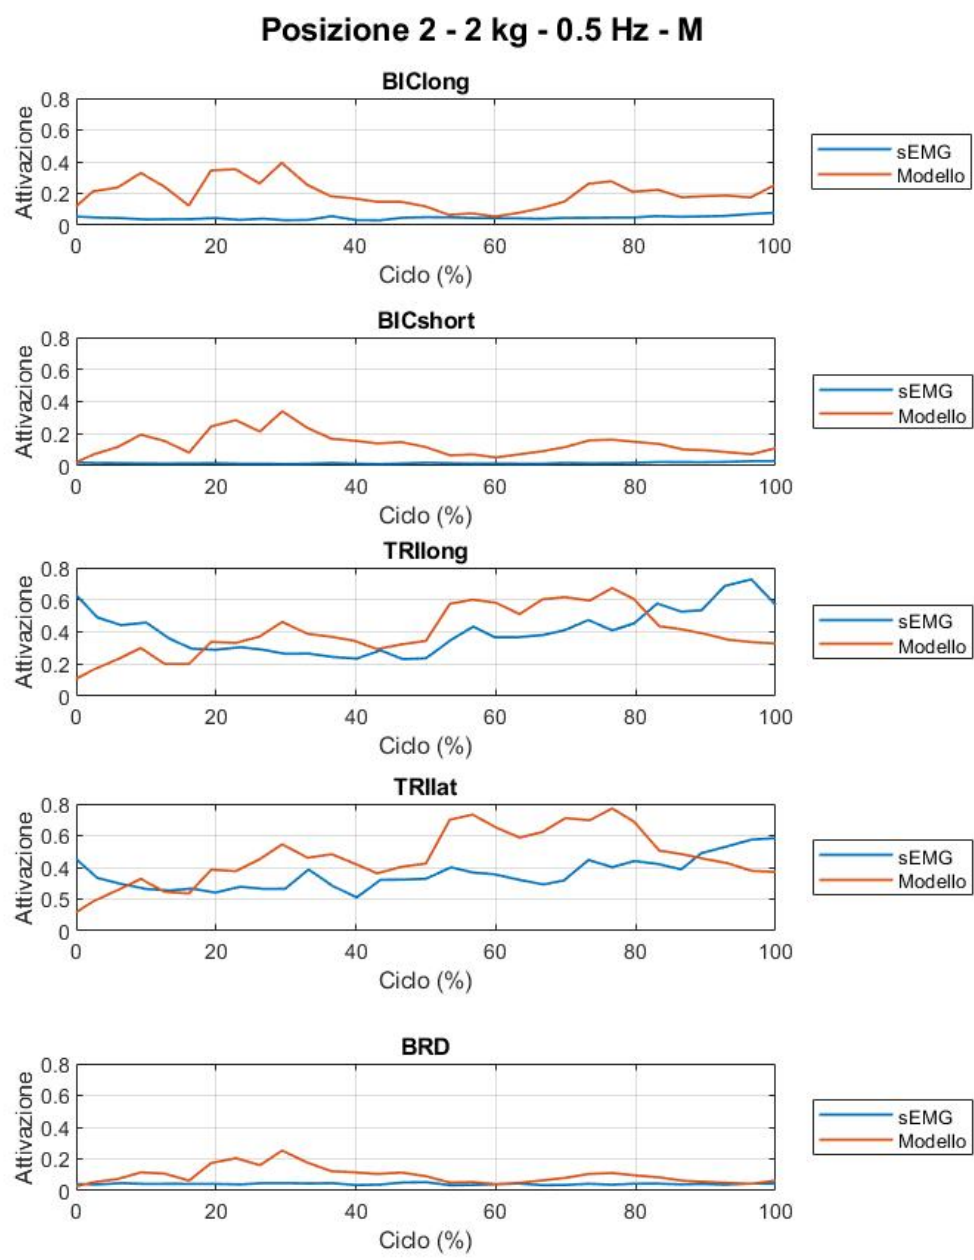 Posizione 2 - 2 kg - 0.5 Hz - M
BIClong
Attivazione
0.8
0.6
0.4
0.2
0
0 20 40 60 80 100
Ciclo (%)
sEMG
Modello
BICshort
Attivazione
0.8
0.6
0.4
0.2
0
0 20 40 60 80 100
Ciclo (%)
sEMG
Modello
TRIlong
Attivazione
0.8
0.6
0.4
0.2
0
0 20 40 60 80 100
Ciclo (%)
sEMG
Modello
TRIlat
Attivazione
0.8
0.6
0.4
0.5
0
0 20 40 60 80 100
Ciclo (%)
sEMG
Modello
BRD
Attivazione
0.8
0.6
0.4
0.2
0
0 20 40 60 80 100
Ciclo (%)
sEMG
Modello